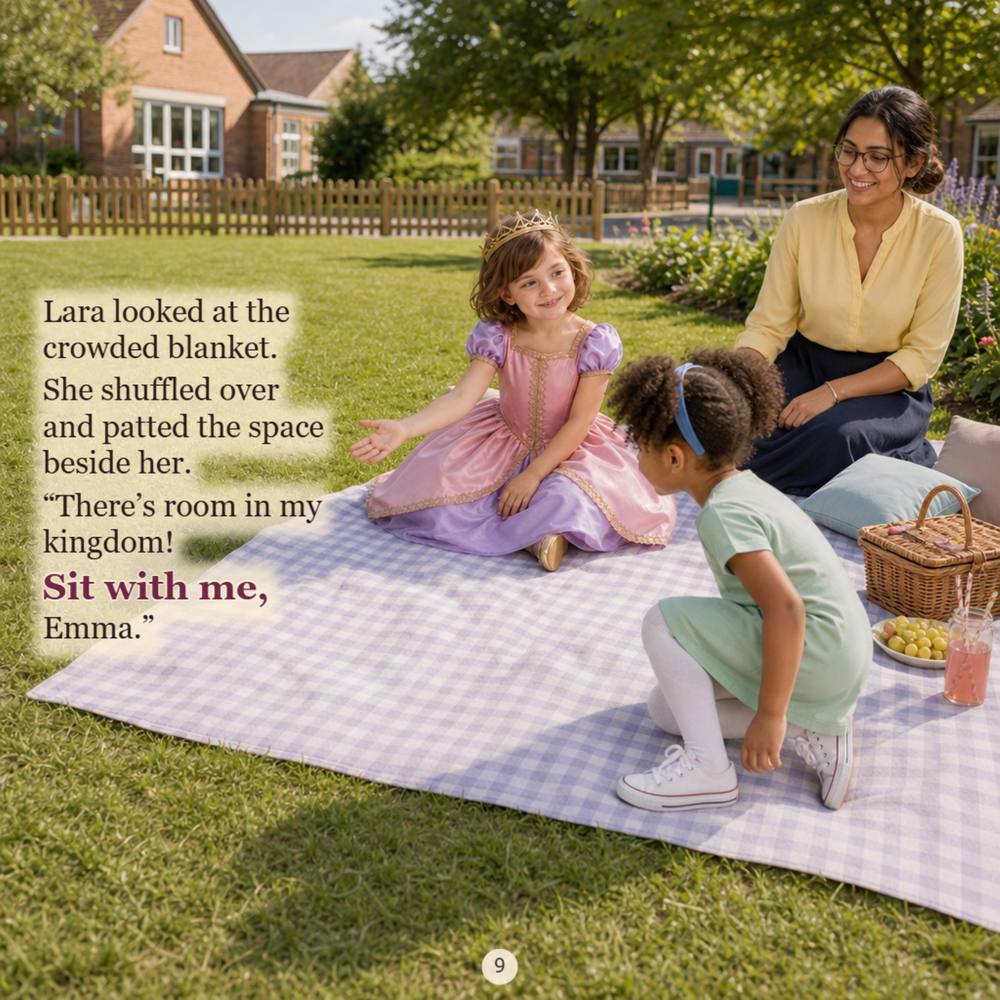 Lara looked at the
crowded blanket.
She shuffled over
and patted the space
beside her.
“There’s room in my
kingdom!
Sit with me,
Emma.”
9